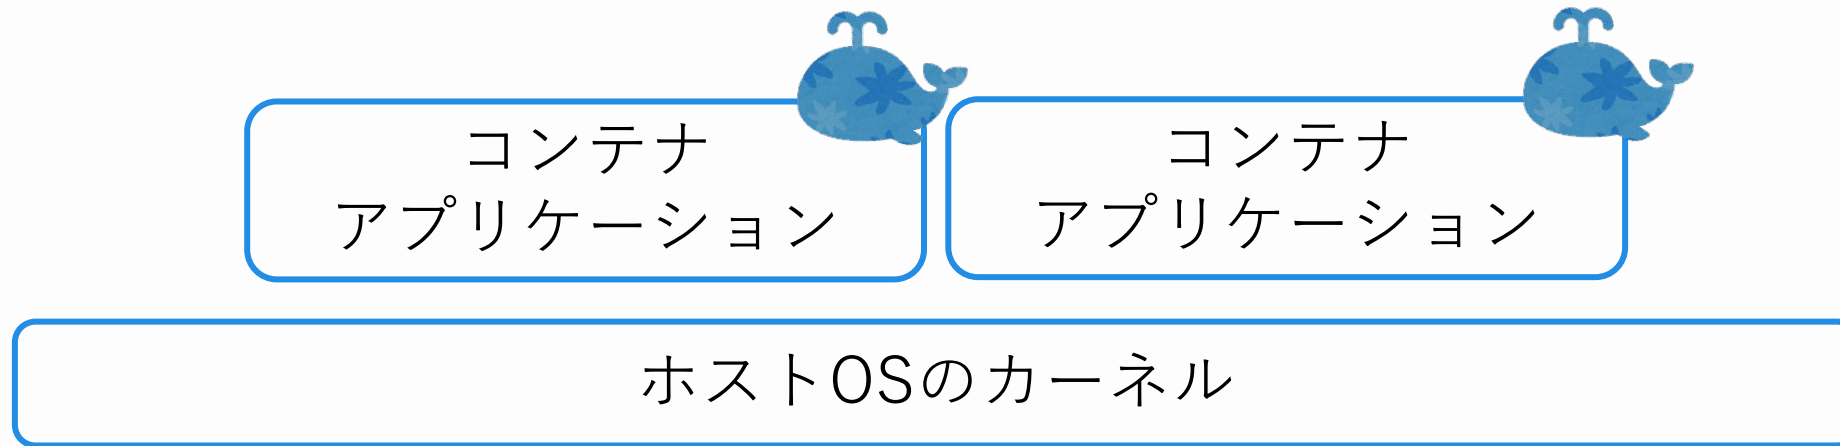 コンテナ
アプリケーション
コンテナ
アプリケーション
ホストOSのカーネル